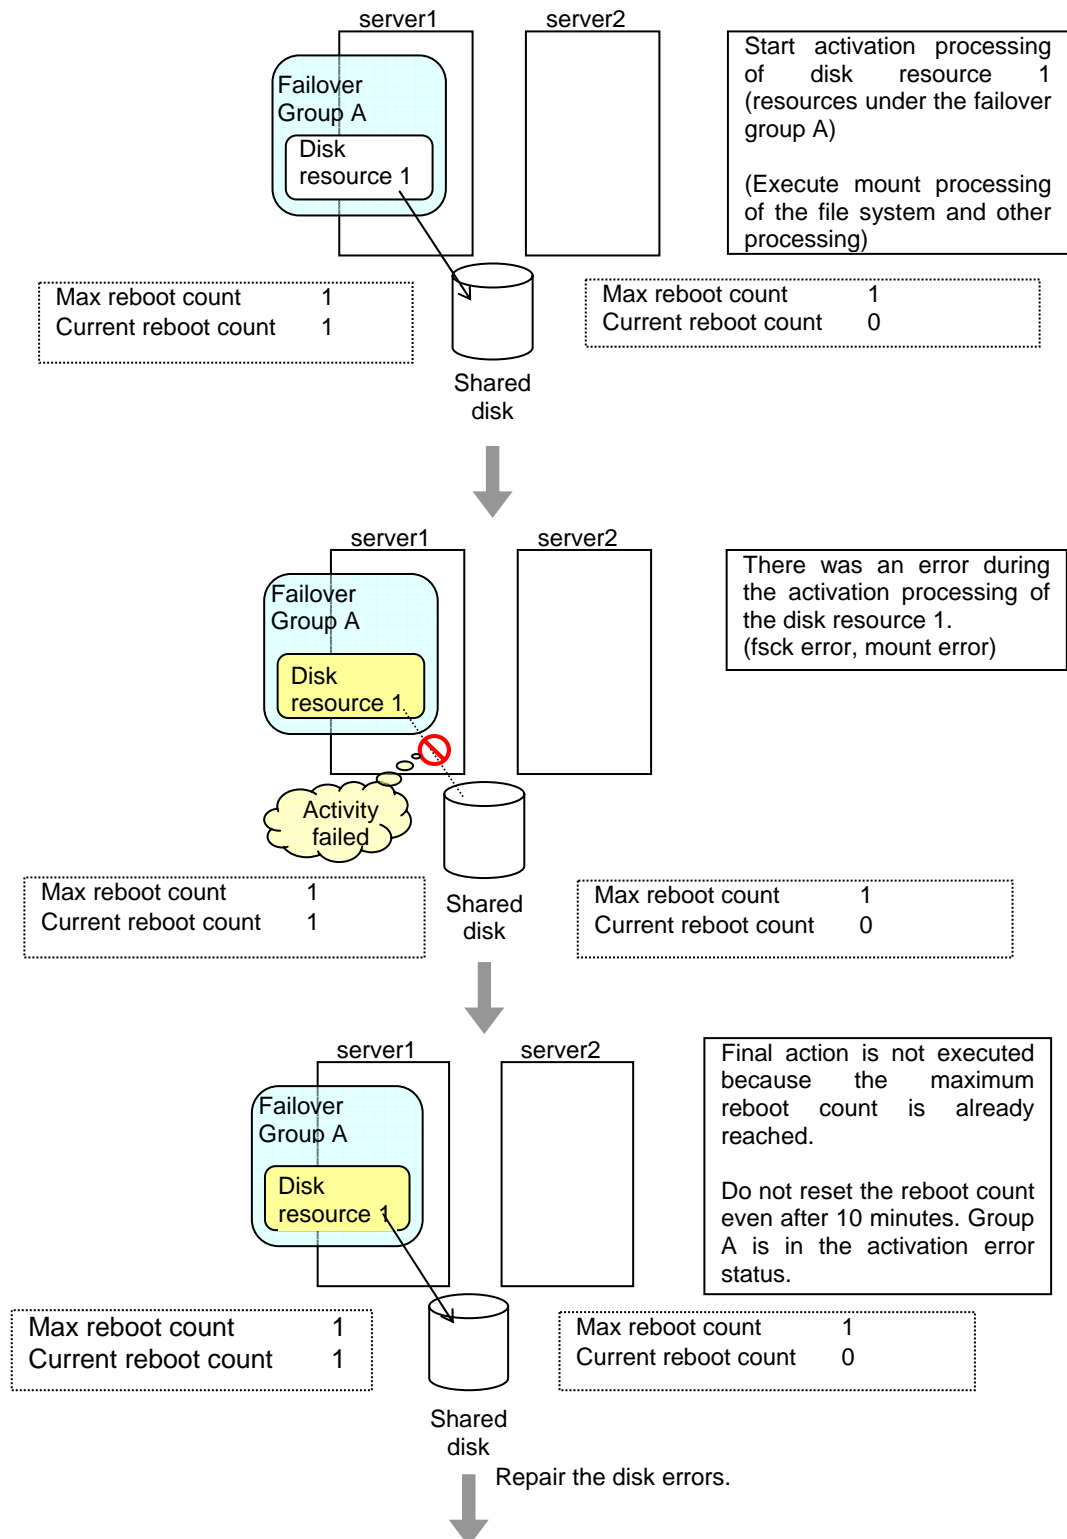 server1
server2
Failover
Group A
Disk
resource 1
Start activation processing
of disk resource 1
(resources under the failover
group A)
(Execute mount processing
of the file system and other
processing)
Max reboot count 1
Current reboot count 1
Max reboot count 1
Current reboot count 0
Shared
disk
server1
server2
Failover
Group A
Disk
resource 1
There was an error during
the activation processing of
the disk resource 1.
(fsck error, mount error)
Activity
failed
Max reboot count 1
Current reboot count 1
Max reboot count 1
Current reboot count 0
Shared
disk
server1
server2
Failover
Group A
Disk
resource 1
Final action is not executed
because the maximum
reboot count is already
reached.
Do not reset the reboot count
even after 10 minutes. Group
A is in the activation error
status.
Max reboot count 1
Current reboot count 1
Max reboot count 1
Current reboot count 0
Shared
disk
Repair the disk errors.